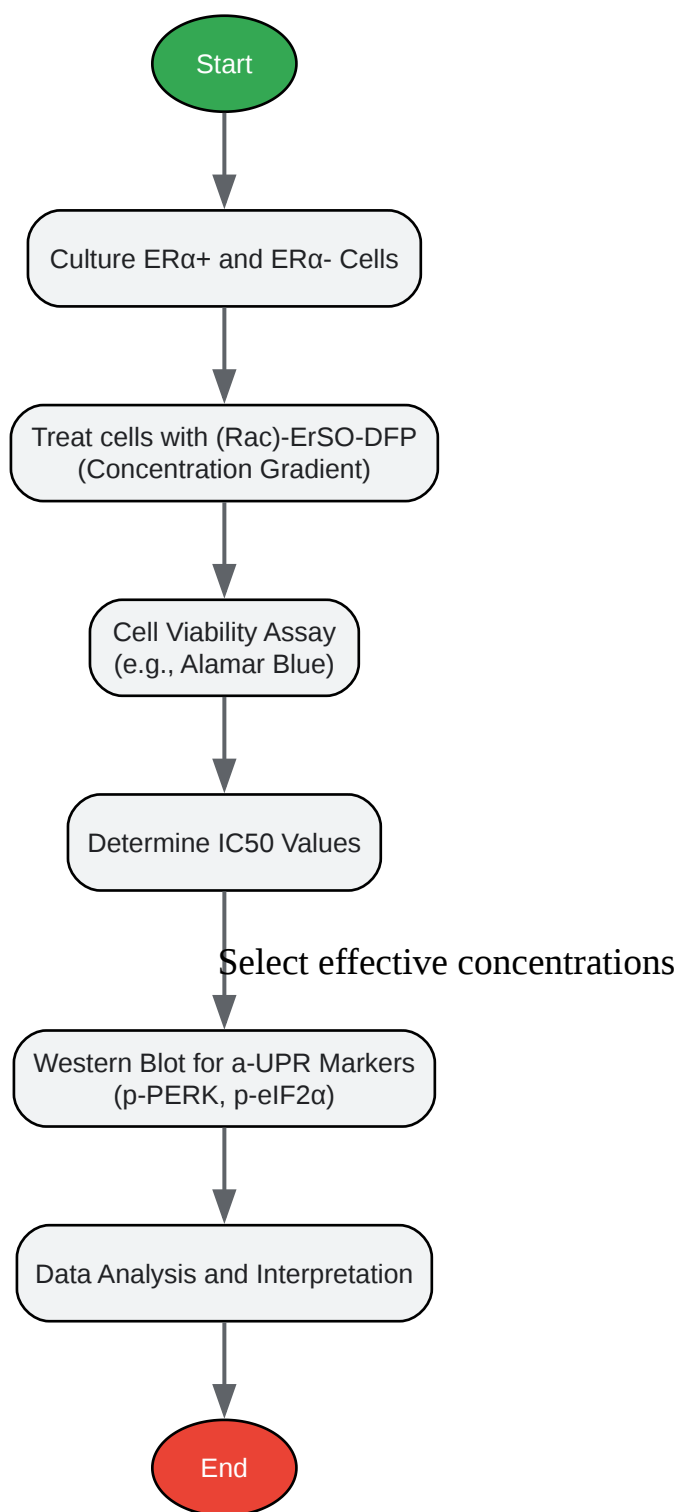 Start
Culture ERα+ and ERα- Cells
Treat cells with (Rac)-ErSO-DFP
(Concentration Gradient)
Cell Viability Assay
(e.g., Alamar Blue)
Determine IC50 Values
Select effective concentrations
Western Blot for a-UPR Markers
(p-PERK, p-eIF2α)
Data Analysis and Interpretation
End